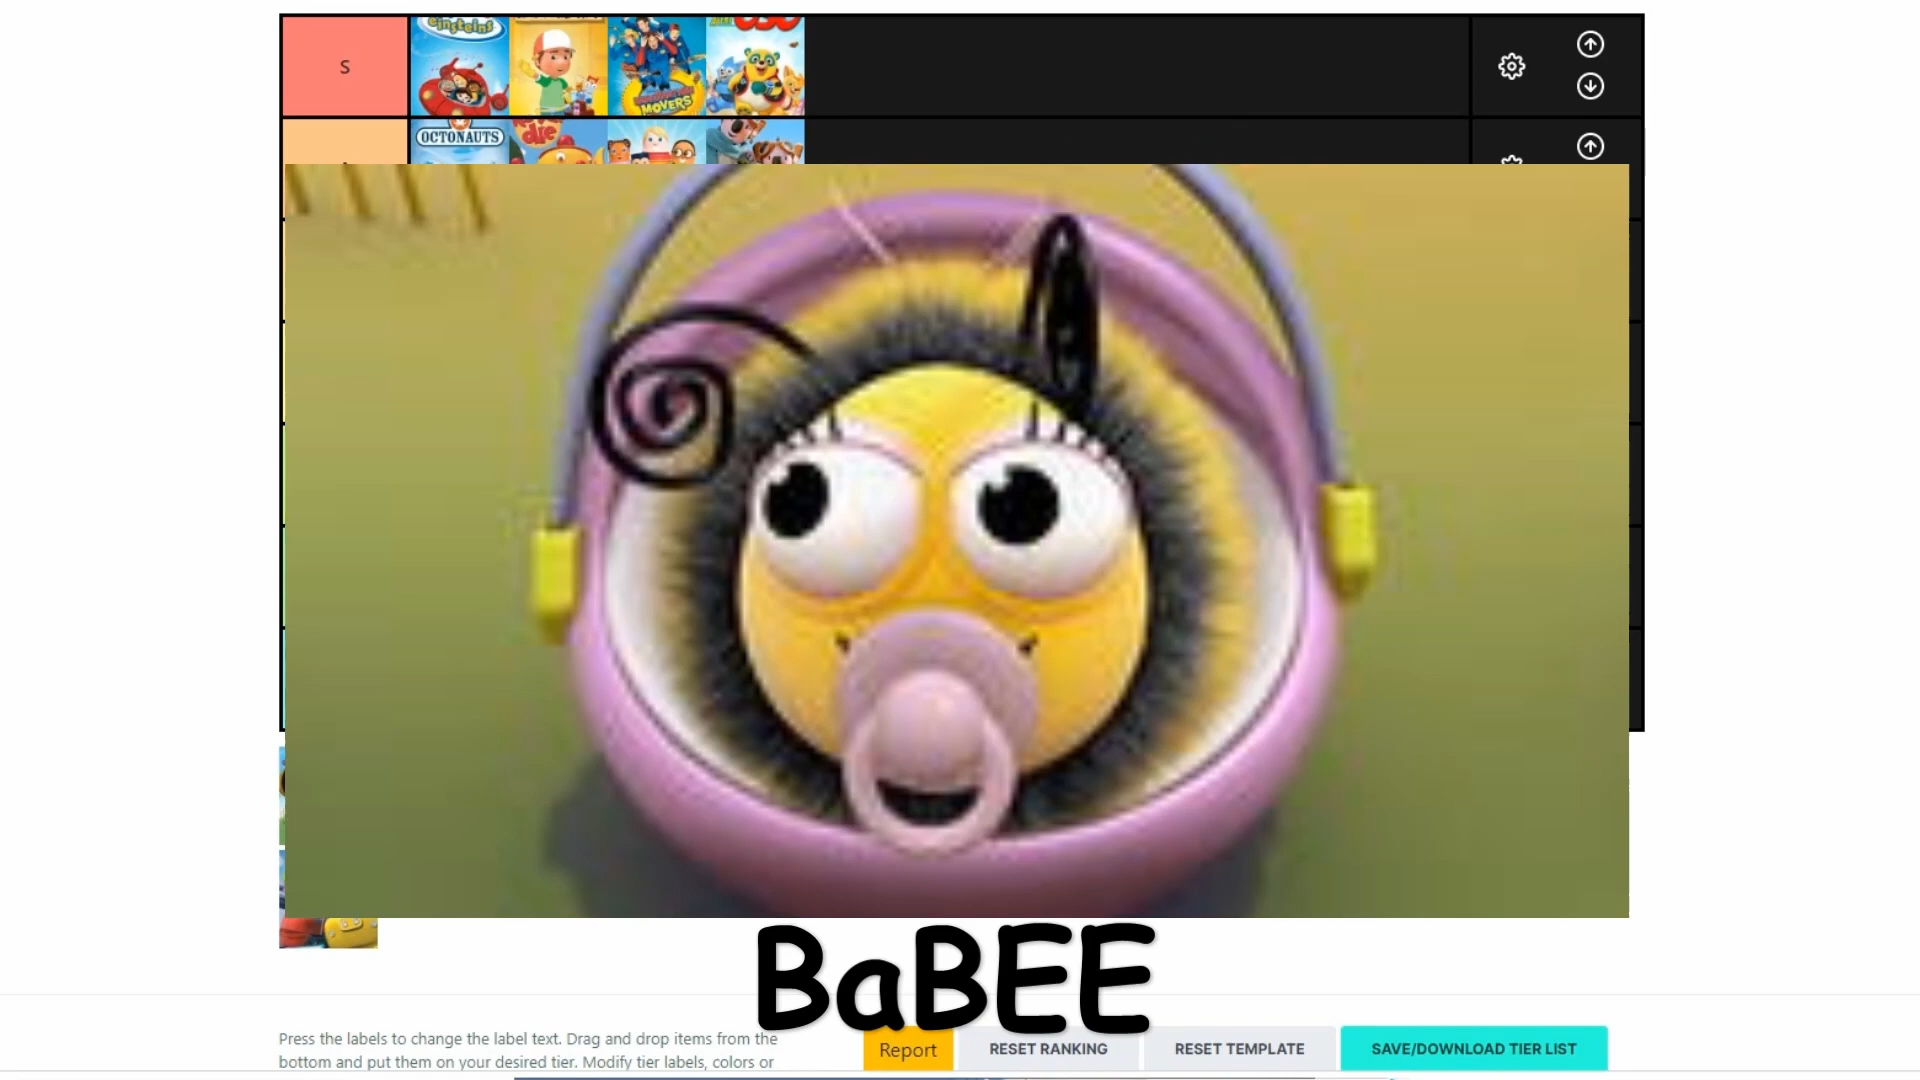 S
einsteins
MOVERS
OSO
OCTONAUTS
die
BaBEE
Press the labels to change the label text. Drag and drop items from the
bottom and put them on your desired tier. Modify tier labels, colors or
Report
RESET RANKING
RESET TEMPLATE
SAVE/DOWNLOAD TIER LIST